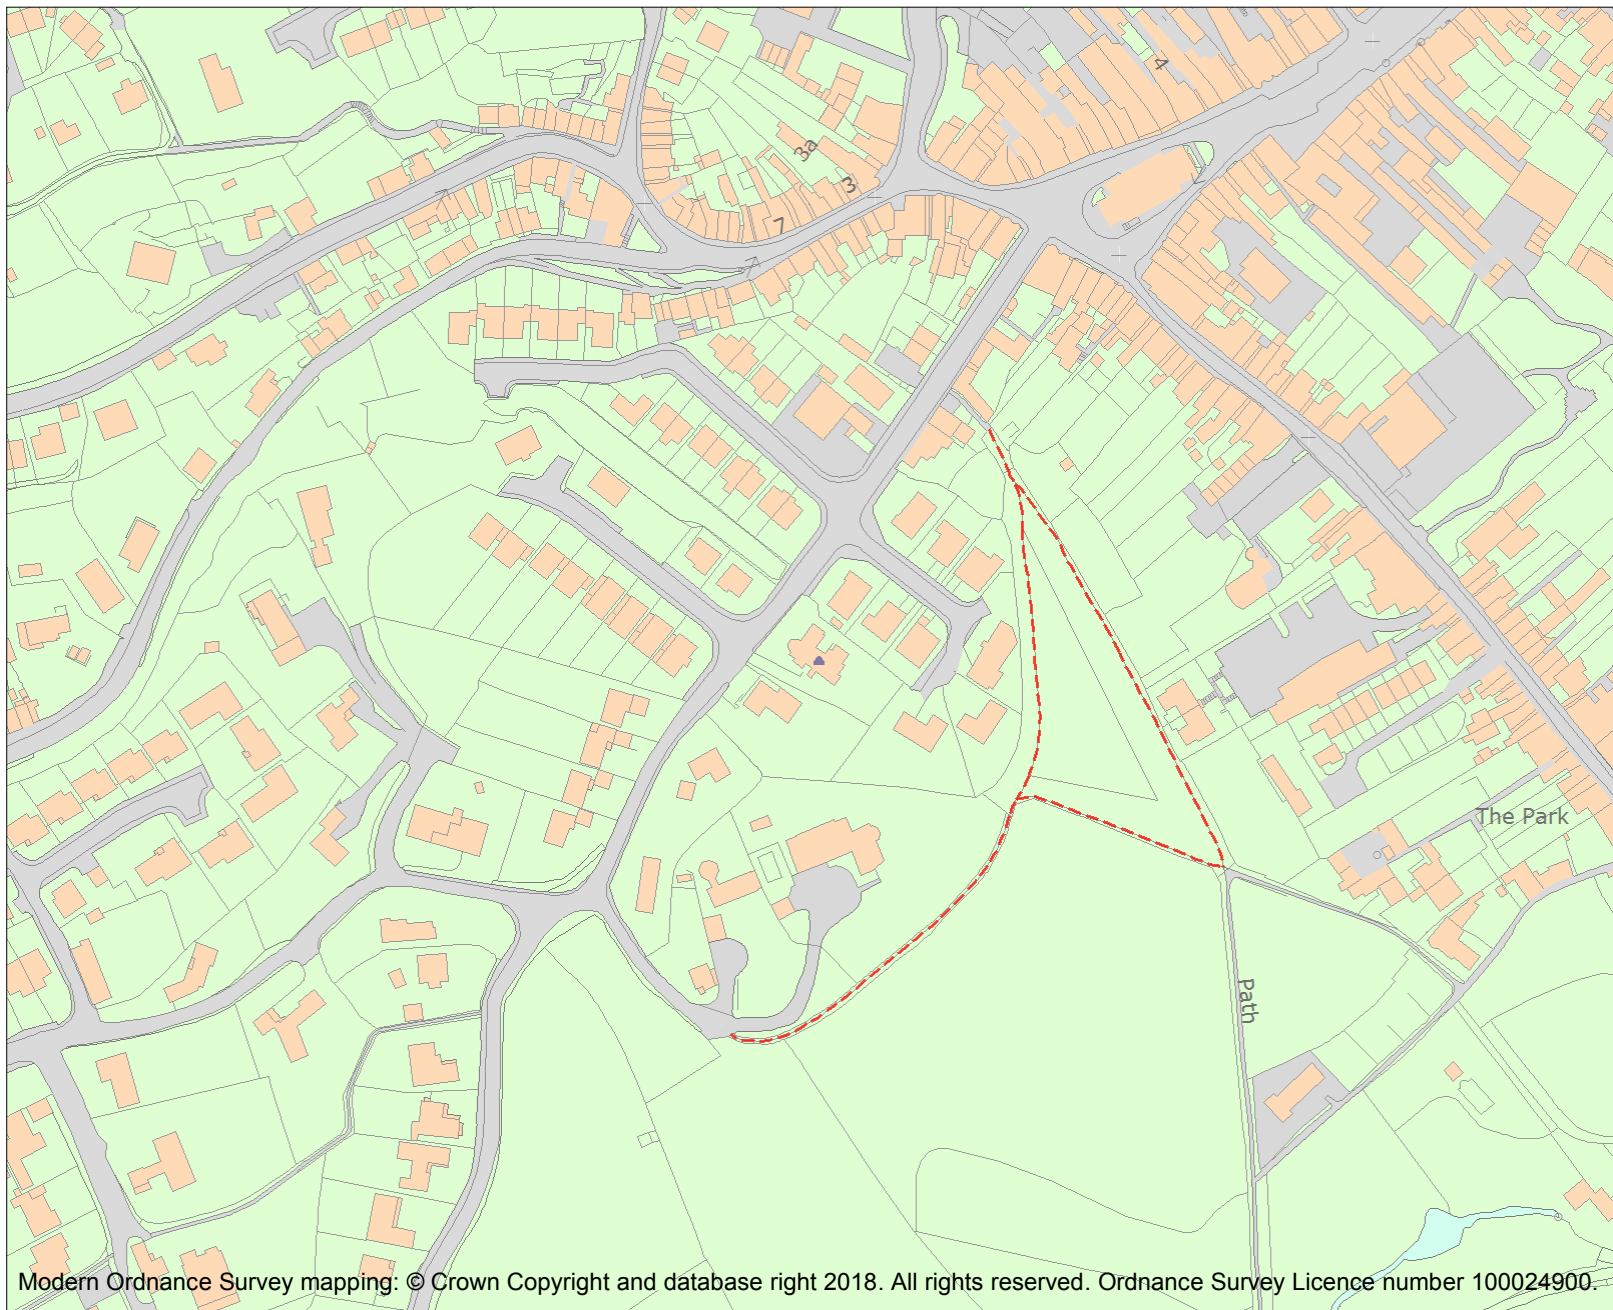 4
3a
3
7
The Park
Path
Modern Ordnance Survey mapping: © Crown Copyright and database right 2018. All rights reserved. Ordnance Survey Licence number 100024900.